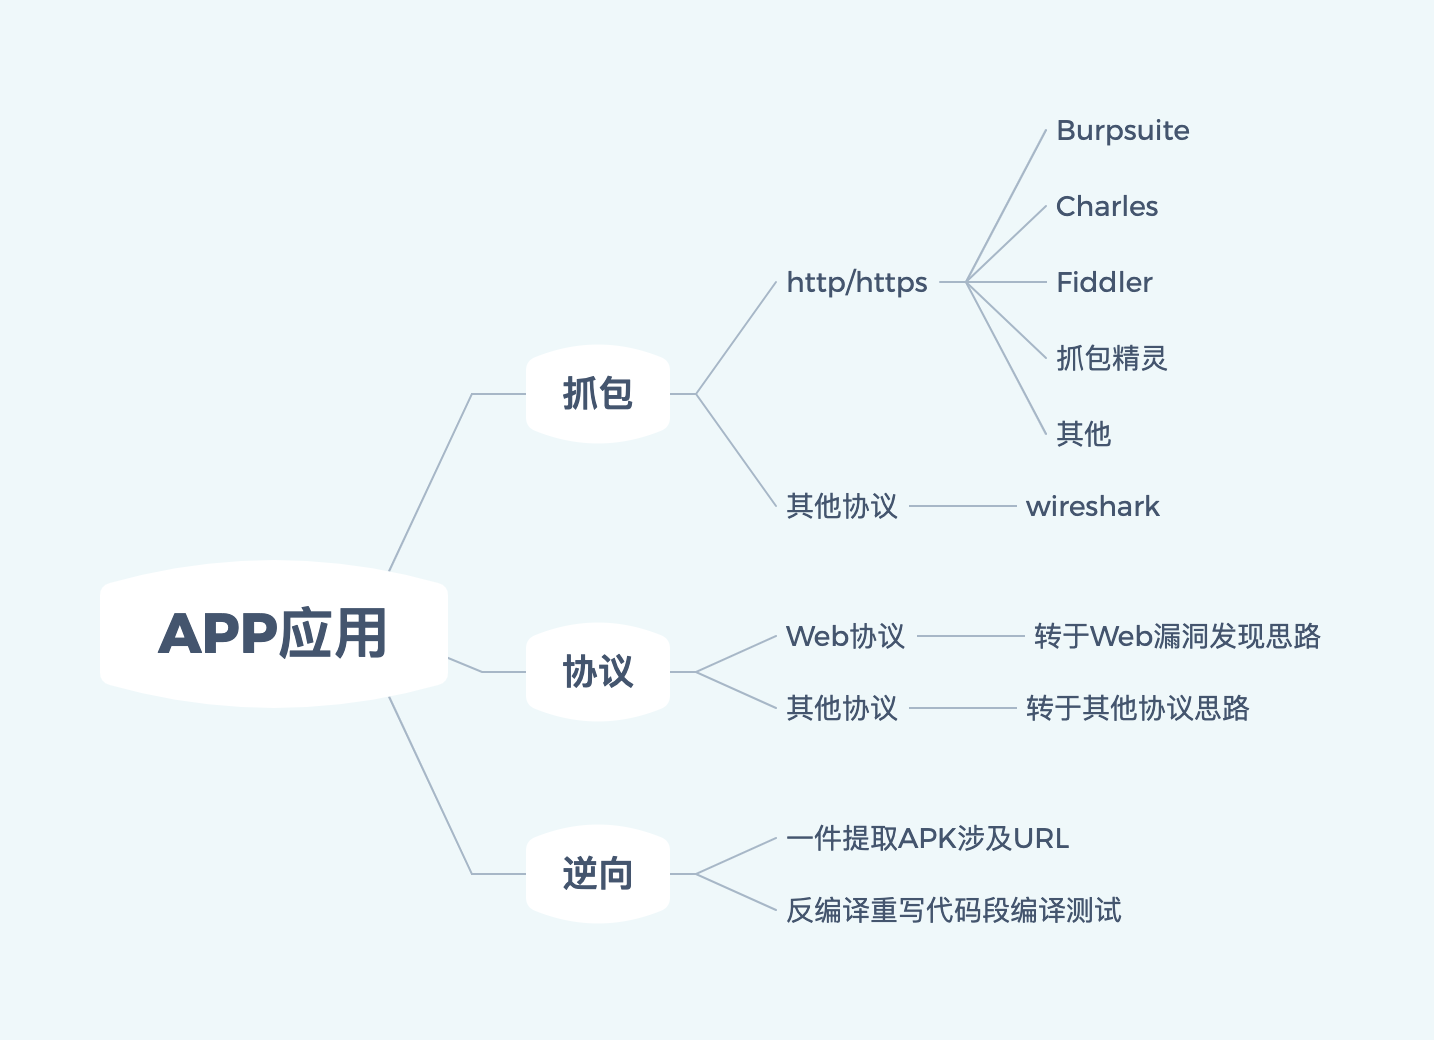 APP应用
抓包
http/https
Burpsuite
Charles
Fiddler
抓包精灵
其他
其他协议
wireshark
协议
Web协议
转于Web漏洞发现思路
其他协议
转于其他协议思路
逆向
一件提取APK涉及URL
反编译重写代码段编译测试